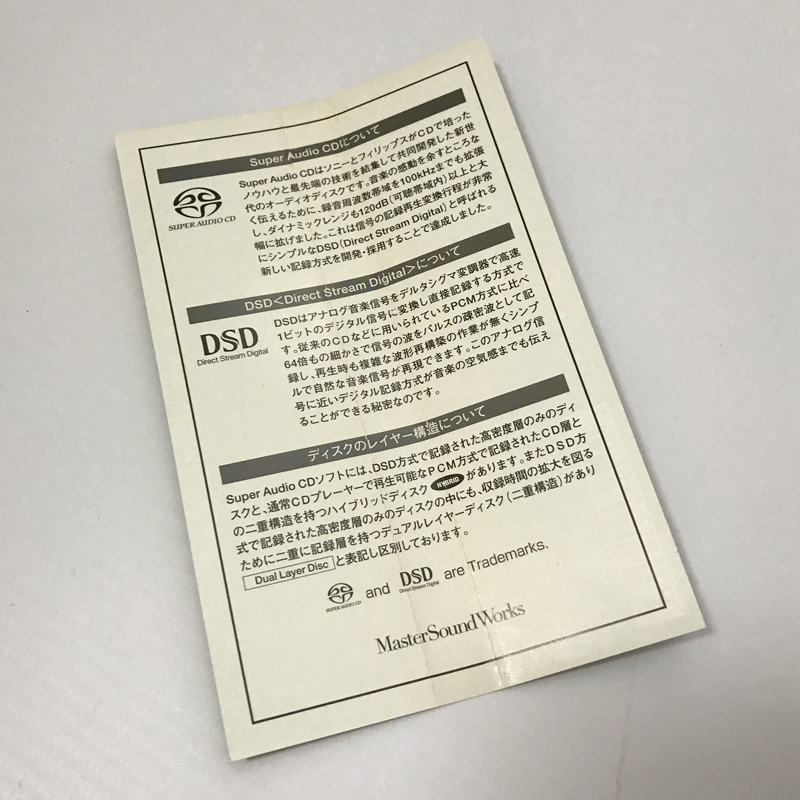 Super Audio CDについて
Super Audio CDはソニーとフィリップスがCDで培った
ノウハウと最先端の技術を結集して共同開発した新世
代のオーディオディスクです。音楽の感動を余すところな
く伝えるために、録音周波数帯域を100kHzまでも拡張
し、ダイナミックレンジも120dB（可聴帯域内）以上と大
幅に拡げました。これは信号の記録再生変換行程が非常
にシンプルなDSD（Direct Stream Digital）と呼ばれる
新しい記録方式を開発・採用することで達成しました。
SUPER AUDIO CD
DSD<Direct Stream Digital>について
DSDはアナログ音楽信号をデルタシグマ変調器で高速
1ビットのデジタル信号に変換し直接記録する方式で
す。従来のCDなどに用いられているPCM方式に比べ
64倍もの細かさで信号の波をパルスの疎密波として記
録し、再生時も複雑な波形再構築の作業が無くシンプ
ルで自然な音楽信号が再現できます。このアナログ信
号に近いデジタル記録方式が音楽の空気感までも伝え
ることができる秘密なのです。
DSD
Direct Stream Digital
ディスクのレイヤー構造について
Super Audio CDソフトには、DSD方式で記録された高密度層のみのディ
スクと、通常CDプレーヤーで再生可能なPCM方式で記録されたCD層と
の二重構造を持つハイブリッドディスク HYBRID があります。またDSD方
式で記録された高密度層のみのディスクの中にも、収録時間の拡大を図る
ために二重に記録層を持つデュアルレイヤーディスク（二重構造）があり
Dual Layer Disc と表記し区別しております。
SUPER AUDIO CD and DSD Direct Stream Digital are Trademarks.
MasterSoundWorks